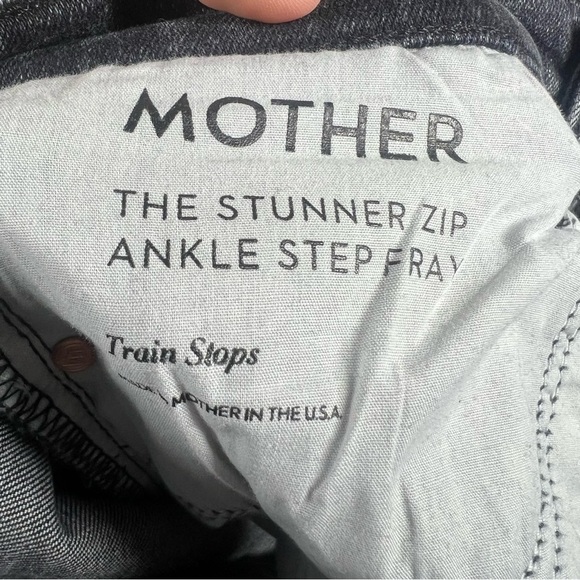 MOTHER
THE STUNNER ZIP
ANKLE STEP FRAY
Train Stops
MOTHER IN THE U.S.A.